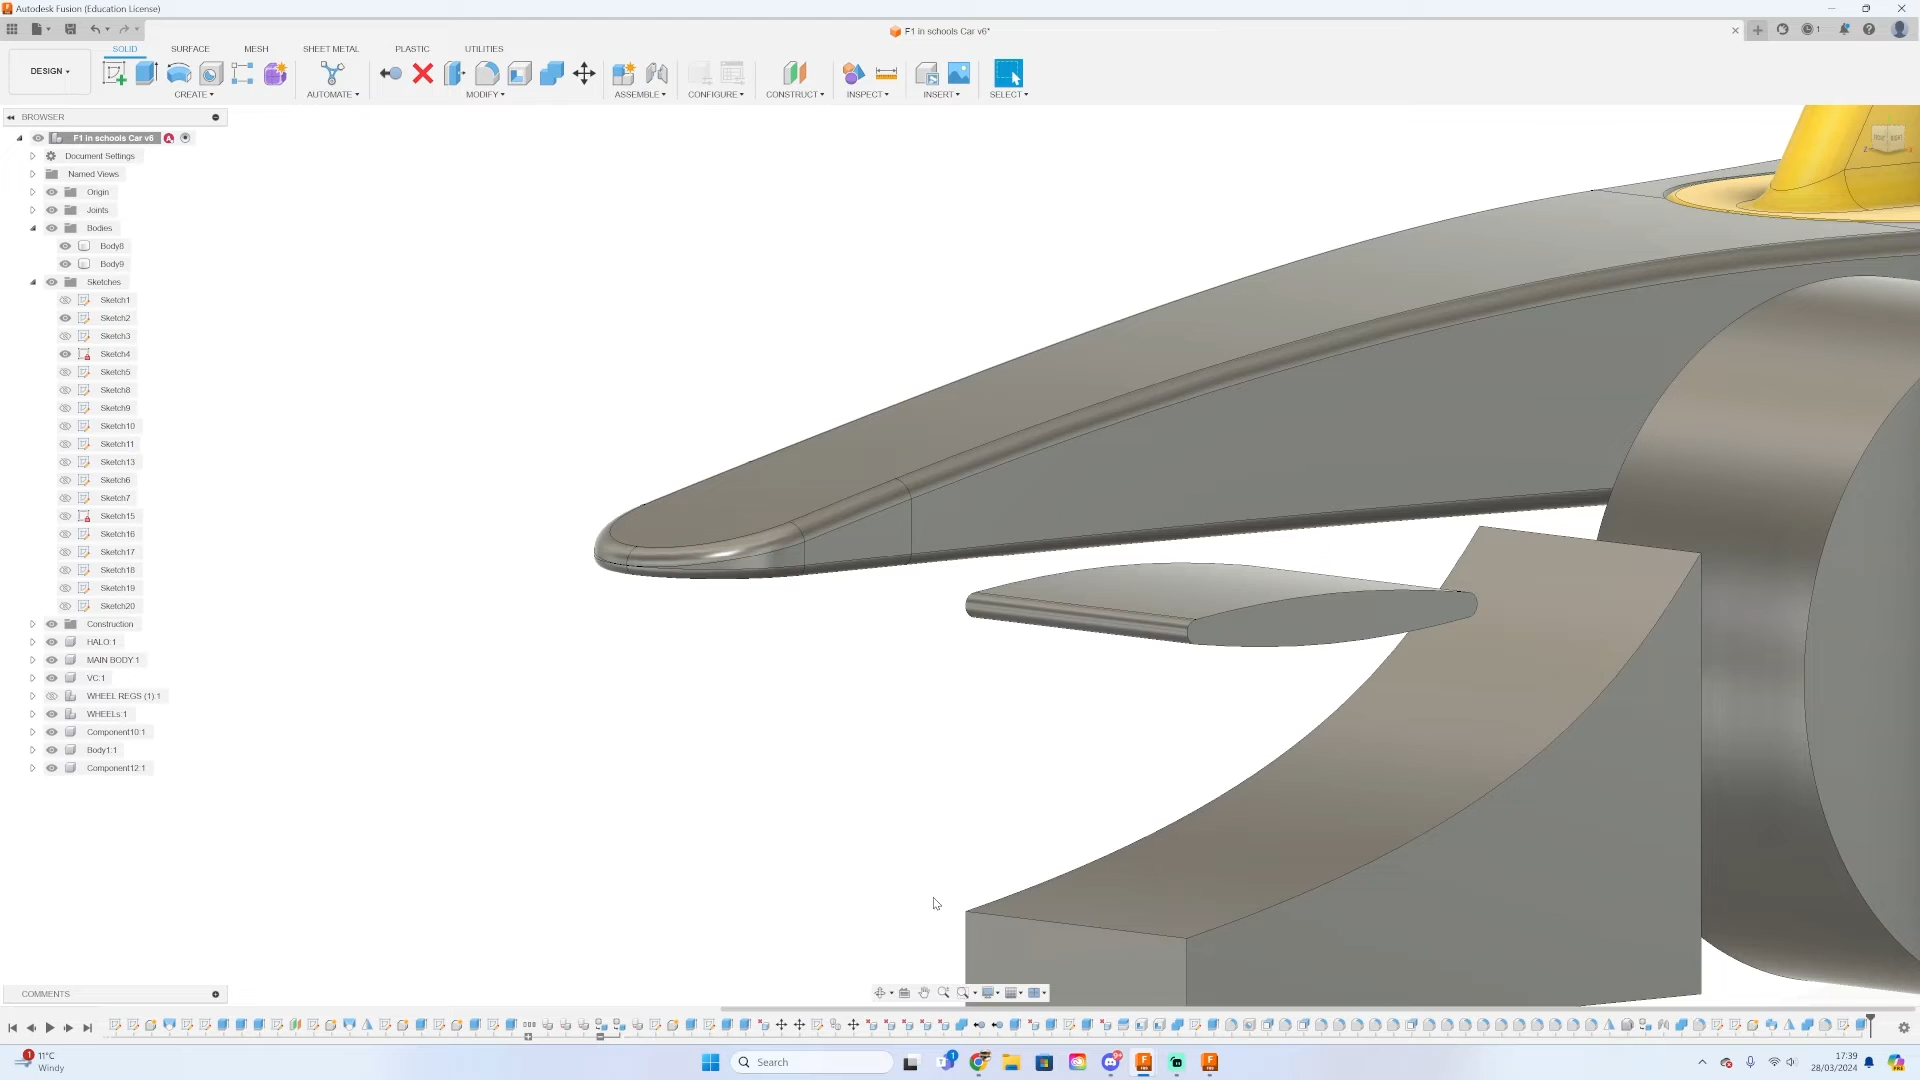 Autodesk Fusion (Education License)
F1 in schools Car v6*
1
SOLID
SURFACE
MESH
SHEET METAL
PLASTIC
UTILITIES
DESIGN
CREATE
AUTOMATE
MODIFY
ASSEMBLE
CONFIGURE
CONSTRUCT
INSPECT
INSERT
SELECT
BROWSER
F1 in schools Car v6
Document Settings
Named Views
Origin
Joints
Bodies
Body8
Body9
Sketches
Sketch1
Sketch2
Sketch3
Sketch4
Sketch5
Sketch8
Sketch9
Sketch10
Sketch11
Sketch13
Sketch6
Sketch7
Sketch15
Sketch16
Sketch17
Sketch18
Sketch19
Sketch20
Construction
HALO:1
MAIN BODY:1
VC:1
WHEEL REGS (1):1
WHEELs:1
Component10:1
Body1:1
Component12:1
COMMENTS
11°C
Windy
Search
17:39
28/03/2024